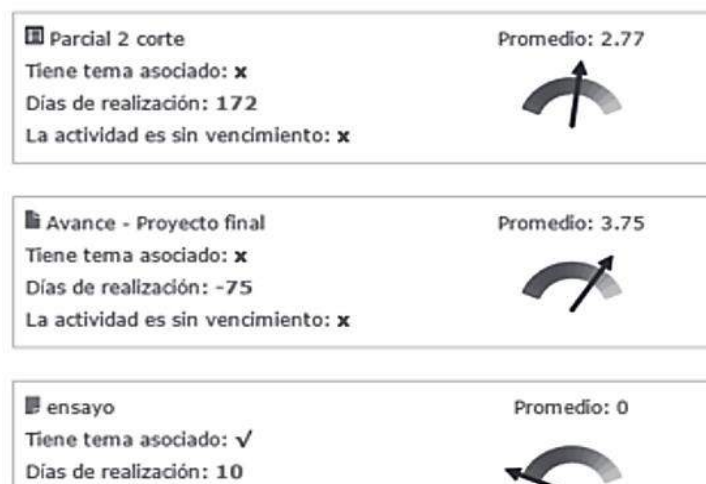 Parcial 2 corte
Promedio: 2.77
Tiene tema asociado: x
Días de realización: 172
La actividad es sin vencimiento: x
Avance - Proyecto final
Promedio: 3.75
Tiene tema asociado: x
Días de realización: -75
La actividad es sin vencimiento: x
ensayo
Promedio: 0
Tiene tema asociado: √
Días de realización: 10